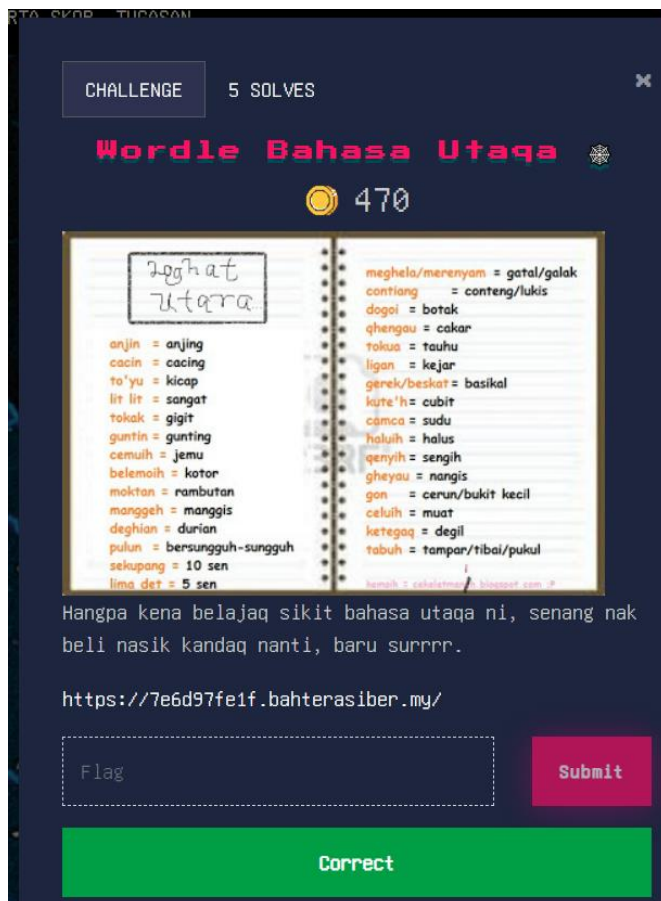 CHALLENGE
5 SOLVES
×
Wordle Bahasa Utaqa
470
loghat
utara
anjin = anjing
cacin = cacing
to'yu = kicap
lit lit = sangat
tokak = gigit
guntin = gunting
cemuih = jemu
belemoih = kotor
moktan = rambutan
manggeh = manggis
deghian = durian
pulun = bersungguh-sungguh
sekupang = 10 sen
lima det = 5 sen
meghela/merenyam = gatal/galak
contiang = conteng/lukis
dogoi = botak
qhengau = cakar
tokua = tauhu
ligan = kejar
gerek/beskat = basikal
kute'h = cubit
camca = sudu
haluih = halus
qenyih = sengih
gheyau = nangis
gon = cerun/bukit kecil
celuih = muat
ketegaq = degil
tabuh = tampar/tibai/pukul
Hangpa kena belajaq sikit bahasa utaqa ni, senang nak
beli nasik kandaq nanti, baru surrrr.
https://7e6d97fe1f.bahterasiber.my/
Flag
Submit
Correct